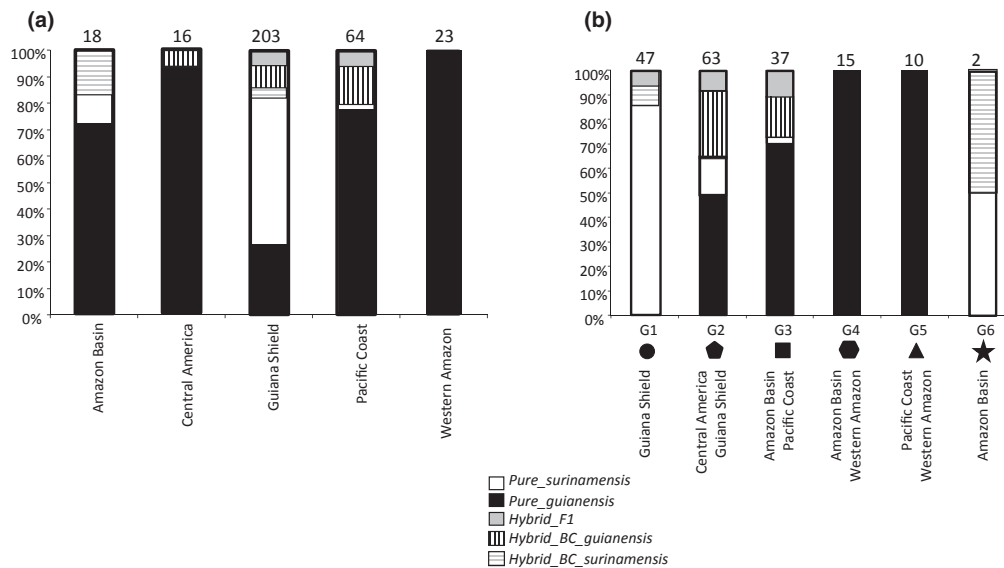 (a)
18 16 203 64 23
100%
90%
80%
70%
60%
50%
40%
30%
20%
10%
0%
Amazon Basin
Central America
Guiana Shield
Pacific Coast
Western Amazon
(b)
47 63 37 15 10 2
100%
90%
80%
70%
60%
50%
40%
30%
20%
10%
0%
G1 G2 G3 G4 G5 G6
Guiana Shield
Central America
Guiana Shield
Amazon Basin
Pacific Coast
Amazon Basin
Western Amazon
Pacific Coast
Western Amazon
Amazon Basin
Pure_surinamensis
Pure_guianensis
Hybrid_F1
Hybrid_BC_guianensis
Hybrid_BC_surinamensis